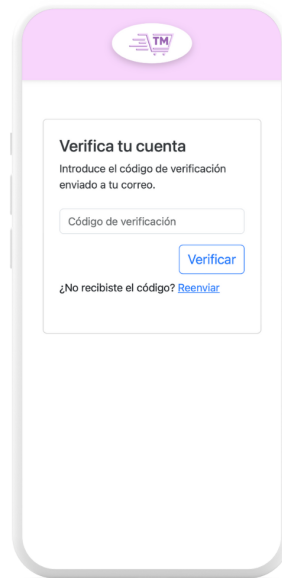 TM
Verifica tu cuenta
Introduce el código de verificación
enviado a tu correo.
Código de verificación
Verificar
¿No recibiste el código? Reenviar